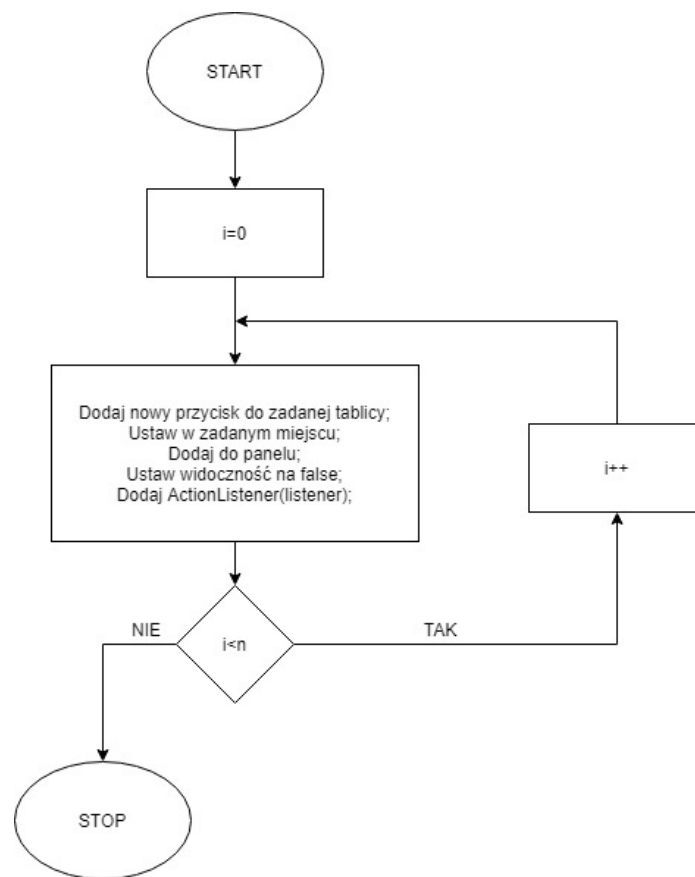 START
i=0
Dodaj nowy przycisk do zadanej tablicy;
Ustaw w zadanym miejscu;
Dodaj do panelu;
Ustaw widoczność na false;
Dodaj ActionListener(listener);
i++
NIE
i<n
TAK
STOP